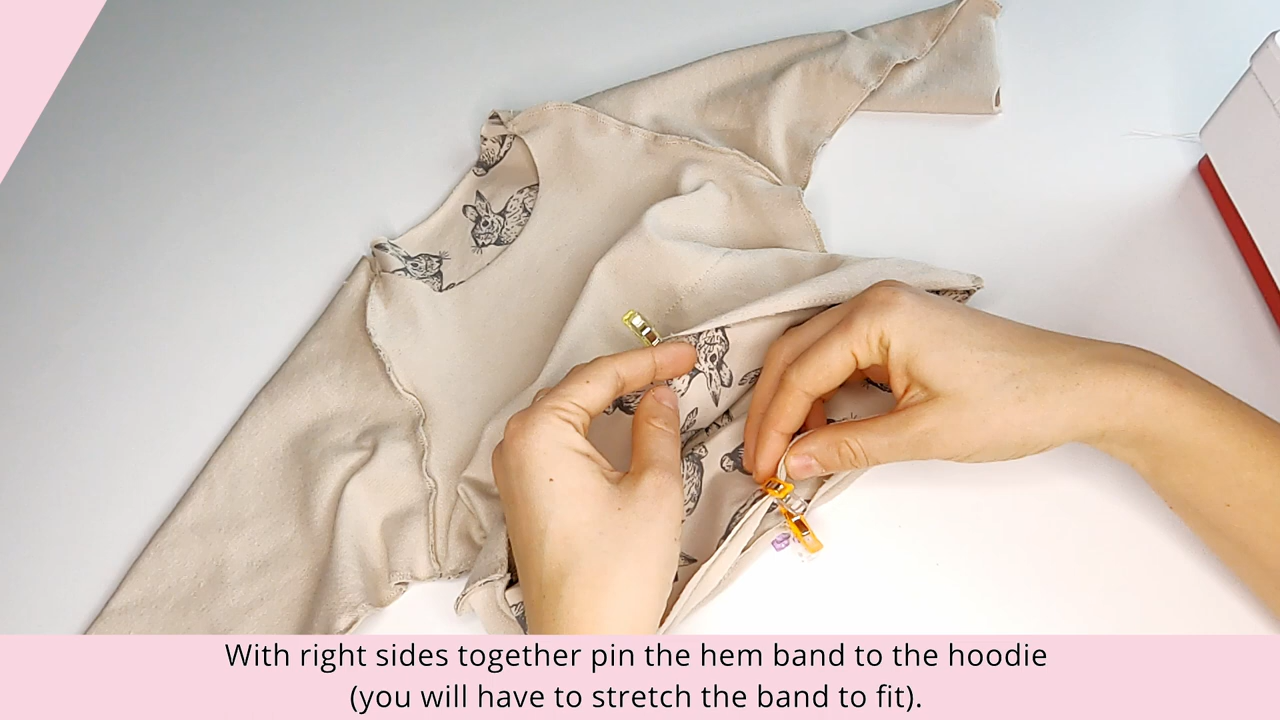 With right sides together pin the hem band to the hoodie
(you will have to stretch the band to fit).